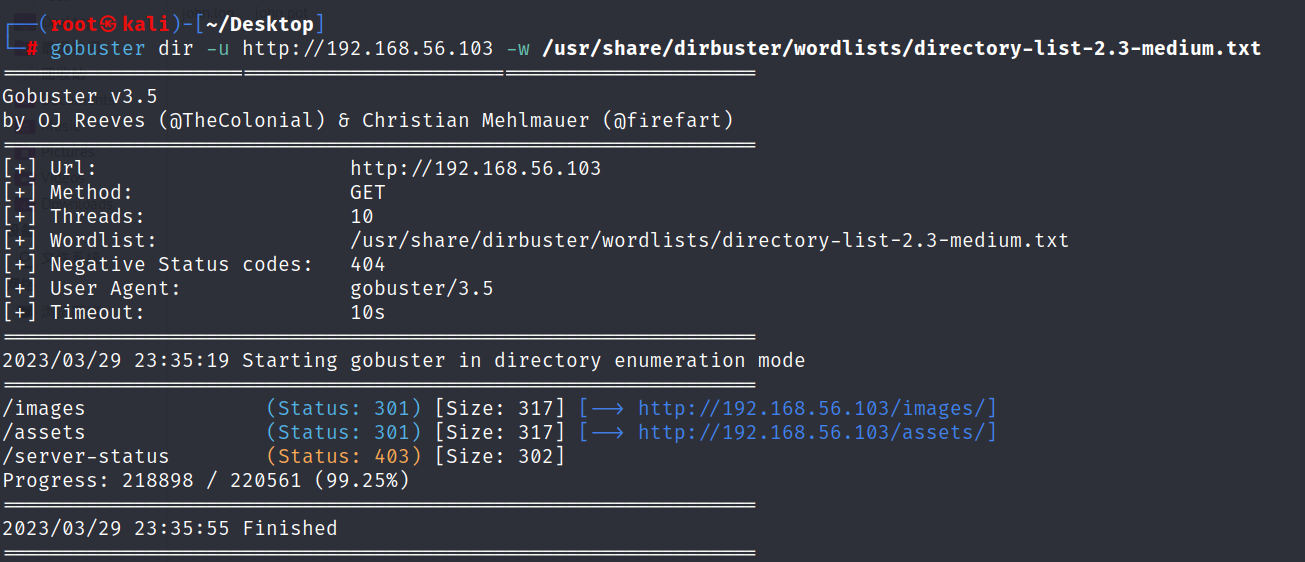 ┌──(root㉿kali)-[~/Desktop]
└─# gobuster dir -u http://192.168.56.103 -w /usr/share/dirbuster/wordlists/directory-list-2.3-medium.txt
===============================================================
Gobuster v3.5
by OJ Reeves (@TheColonial) & Christian Mehlmauer (@firefart)
===============================================================
[+] Url:                     http://192.168.56.103
[+] Method:                  GET
[+] Threads:                 10
[+] Wordlist:                /usr/share/dirbuster/wordlists/directory-list-2.3-medium.txt
[+] Negative Status codes:   404
[+] User Agent:              gobuster/3.5
[+] Timeout:                 10s
===============================================================
2023/03/29 23:35:19 Starting gobuster in directory enumeration mode
===============================================================
/images               (Status: 301) [Size: 317] [--> http://192.168.56.103/images/]
/assets               (Status: 301) [Size: 317] [--> http://192.168.56.103/assets/]
/server-status        (Status: 403) [Size: 302]
Progress: 218898 / 220561 (99.25%)
===============================================================
2023/03/29 23:35:55 Finished
===============================================================